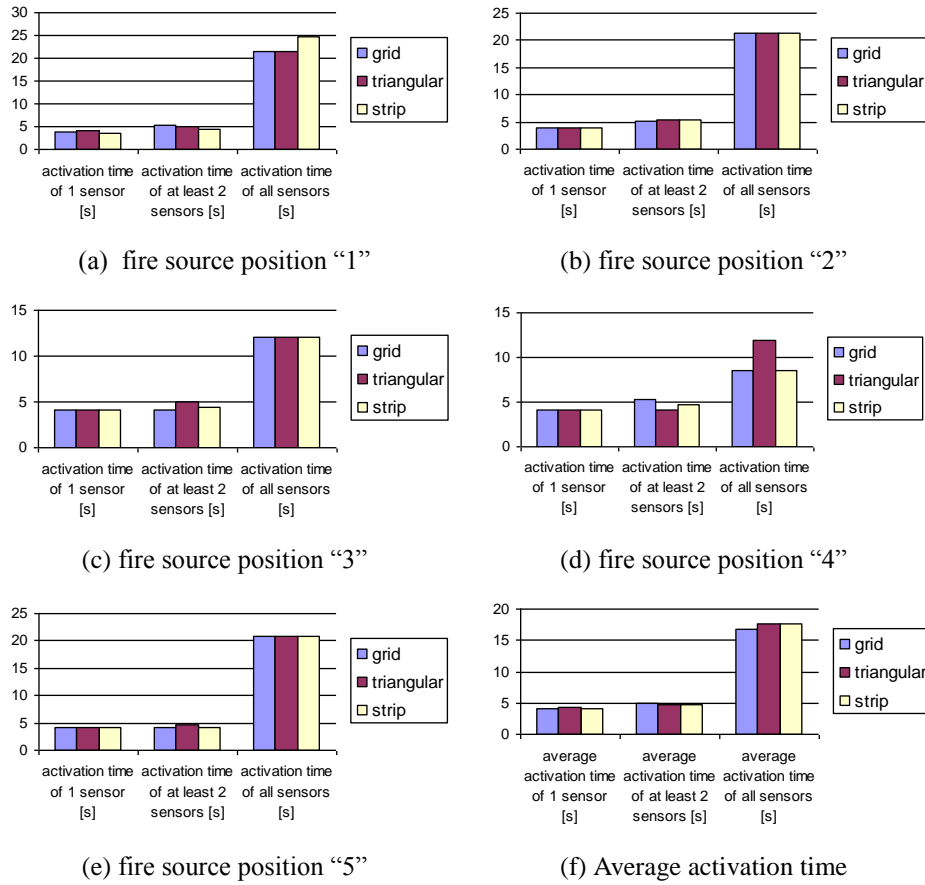 30
25
20
15
10
5
0
activation time of 1 sensor [s]
activation time of at least 2 sensors [s]
activation time of all sensors [s]
grid
triangular
strip
(a) fire source position “1”
25
20
15
10
5
0
activation time of 1 sensor [s]
activation time of at least 2 sensors [s]
activation time of all sensors [s]
grid
triangular
strip
(b) fire source position “2”
15
10
5
0
activation time of 1 sensor [s]
activation time of at least 2 sensors [s]
activation time of all sensors [s]
grid
triangular
strip
(c) fire source position “3”
15
10
5
0
activation time of 1 sensor [s]
activation time of at least 2 sensors [s]
activation time of all sensors [s]
grid
triangular
strip
(d) fire source position “4”
25
20
15
10
5
0
activation time of 1 sensor [s]
activation time of at least 2 sensors [s]
activation time of all sensors [s]
grid
triangular
strip
(e) fire source position “5”
20
15
10
5
0
average activation time of 1 sensor [s]
average activation time of at least 2 sensors [s]
average activation time of all sensors [s]
grid
triangular
strip
(f) Average activation time